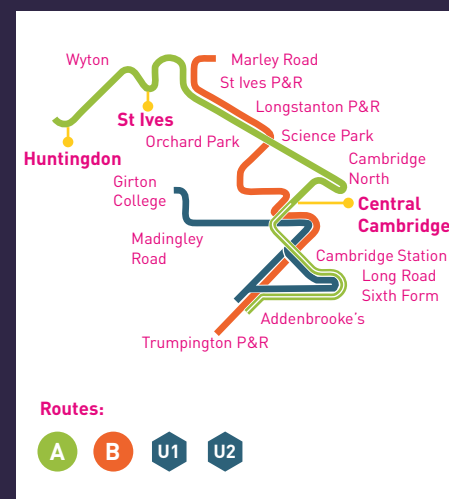 Wyton
Marley Road
St Ives P&R
Longstanton P&R
St Ives
Orchard Park
Science Park
Huntingdon
Cambridge
North
Girton
College
Central
Cambridge
Madingley
Road
Cambridge Station
Long Road
Sixth Form
Addenbrooke's
Trumpington P&R
Routes:
A B U1 U2